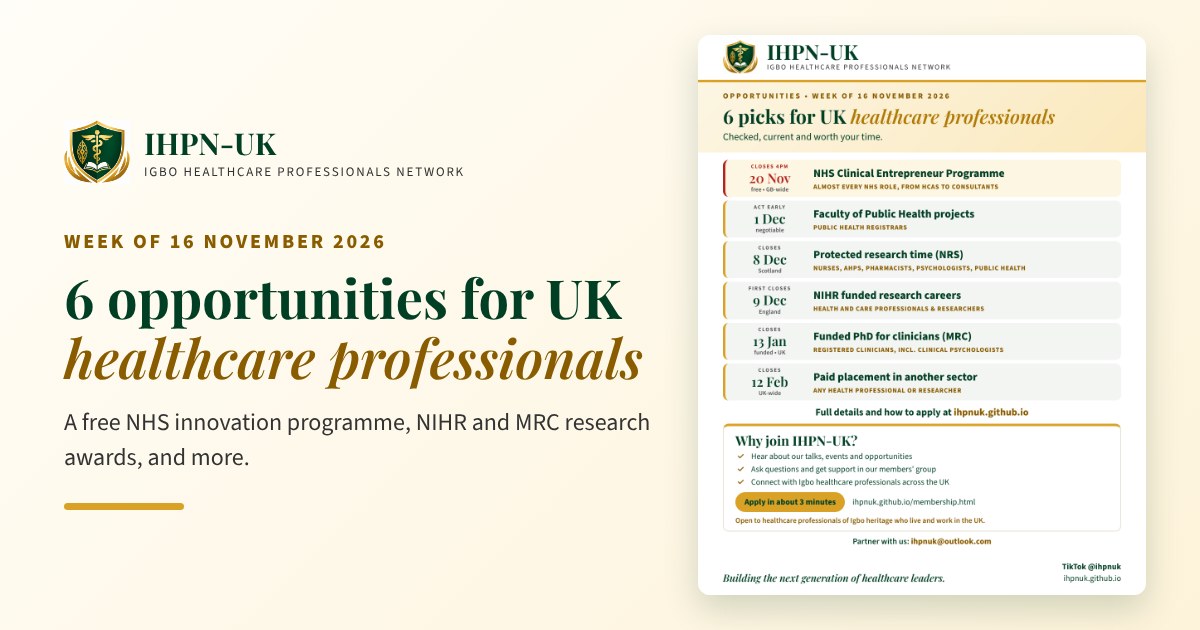 IHPN-UK
IGBO HEALTHCARE PROFESSIONALS NETWORK
WEEK OF 16 NOVEMBER 2026
6 opportunities for UK
healthcare professionals
A free NHS innovation programme, NIHR and MRC research
awards, and more.
IHPN-UK
IGBO HEALTHCARE PROFESSIONALS NETWORK
OPPORTUNITIES • WEEK OF 16 NOVEMBER 2026
6 picks for UK healthcare professionals
Checked, current and worth your time.
CLOSES 4PM
20 Nov
free • GB-wide
NHS Clinical Entrepreneur Programme
ALMOST EVERY NHS ROLE, FROM HCAS TO CONSULTANTS
ACT EARLY
1 Dec
negotiable
Faculty of Public Health projects
PUBLIC HEALTH REGISTRARS
CLOSES
8 Dec
Scotland
Protected research time (NRS)
NURSES, AHPS, PHARMACISTS, PSYCHOLOGISTS, PUBLIC HEALTH
FIRST CLOSES
9 Dec
England
NIHR funded research careers
HEALTH AND CARE PROFESSIONALS & RESEARCHERS
CLOSES
13 Jan
funded • UK
Funded PhD for clinicians (MRC)
REGISTERED CLINICIANS, INCL. CLINICAL PSYCHOLOGISTS
CLOSES
12 Feb
UK-wide
Paid placement in another sector
ANY HEALTH PROFESSIONAL OR RESEARCHER
Full details and how to apply at ihpnuk.github.io
Why join IHPN-UK?
✓ Hear about our talks, events and opportunities
✓ Ask questions and get support in our members' group
✓ Connect with Igbo healthcare professionals across the UK
Apply in about 3 minutes ihpnuk.github.io/membership.html
Open to healthcare professionals of Igbo heritage who live and work in the UK.
Partner with us: ihpnuk@outlook.com
Building the next generation of healthcare leaders.
TikTok @ihpnuk
ihpnuk.github.io